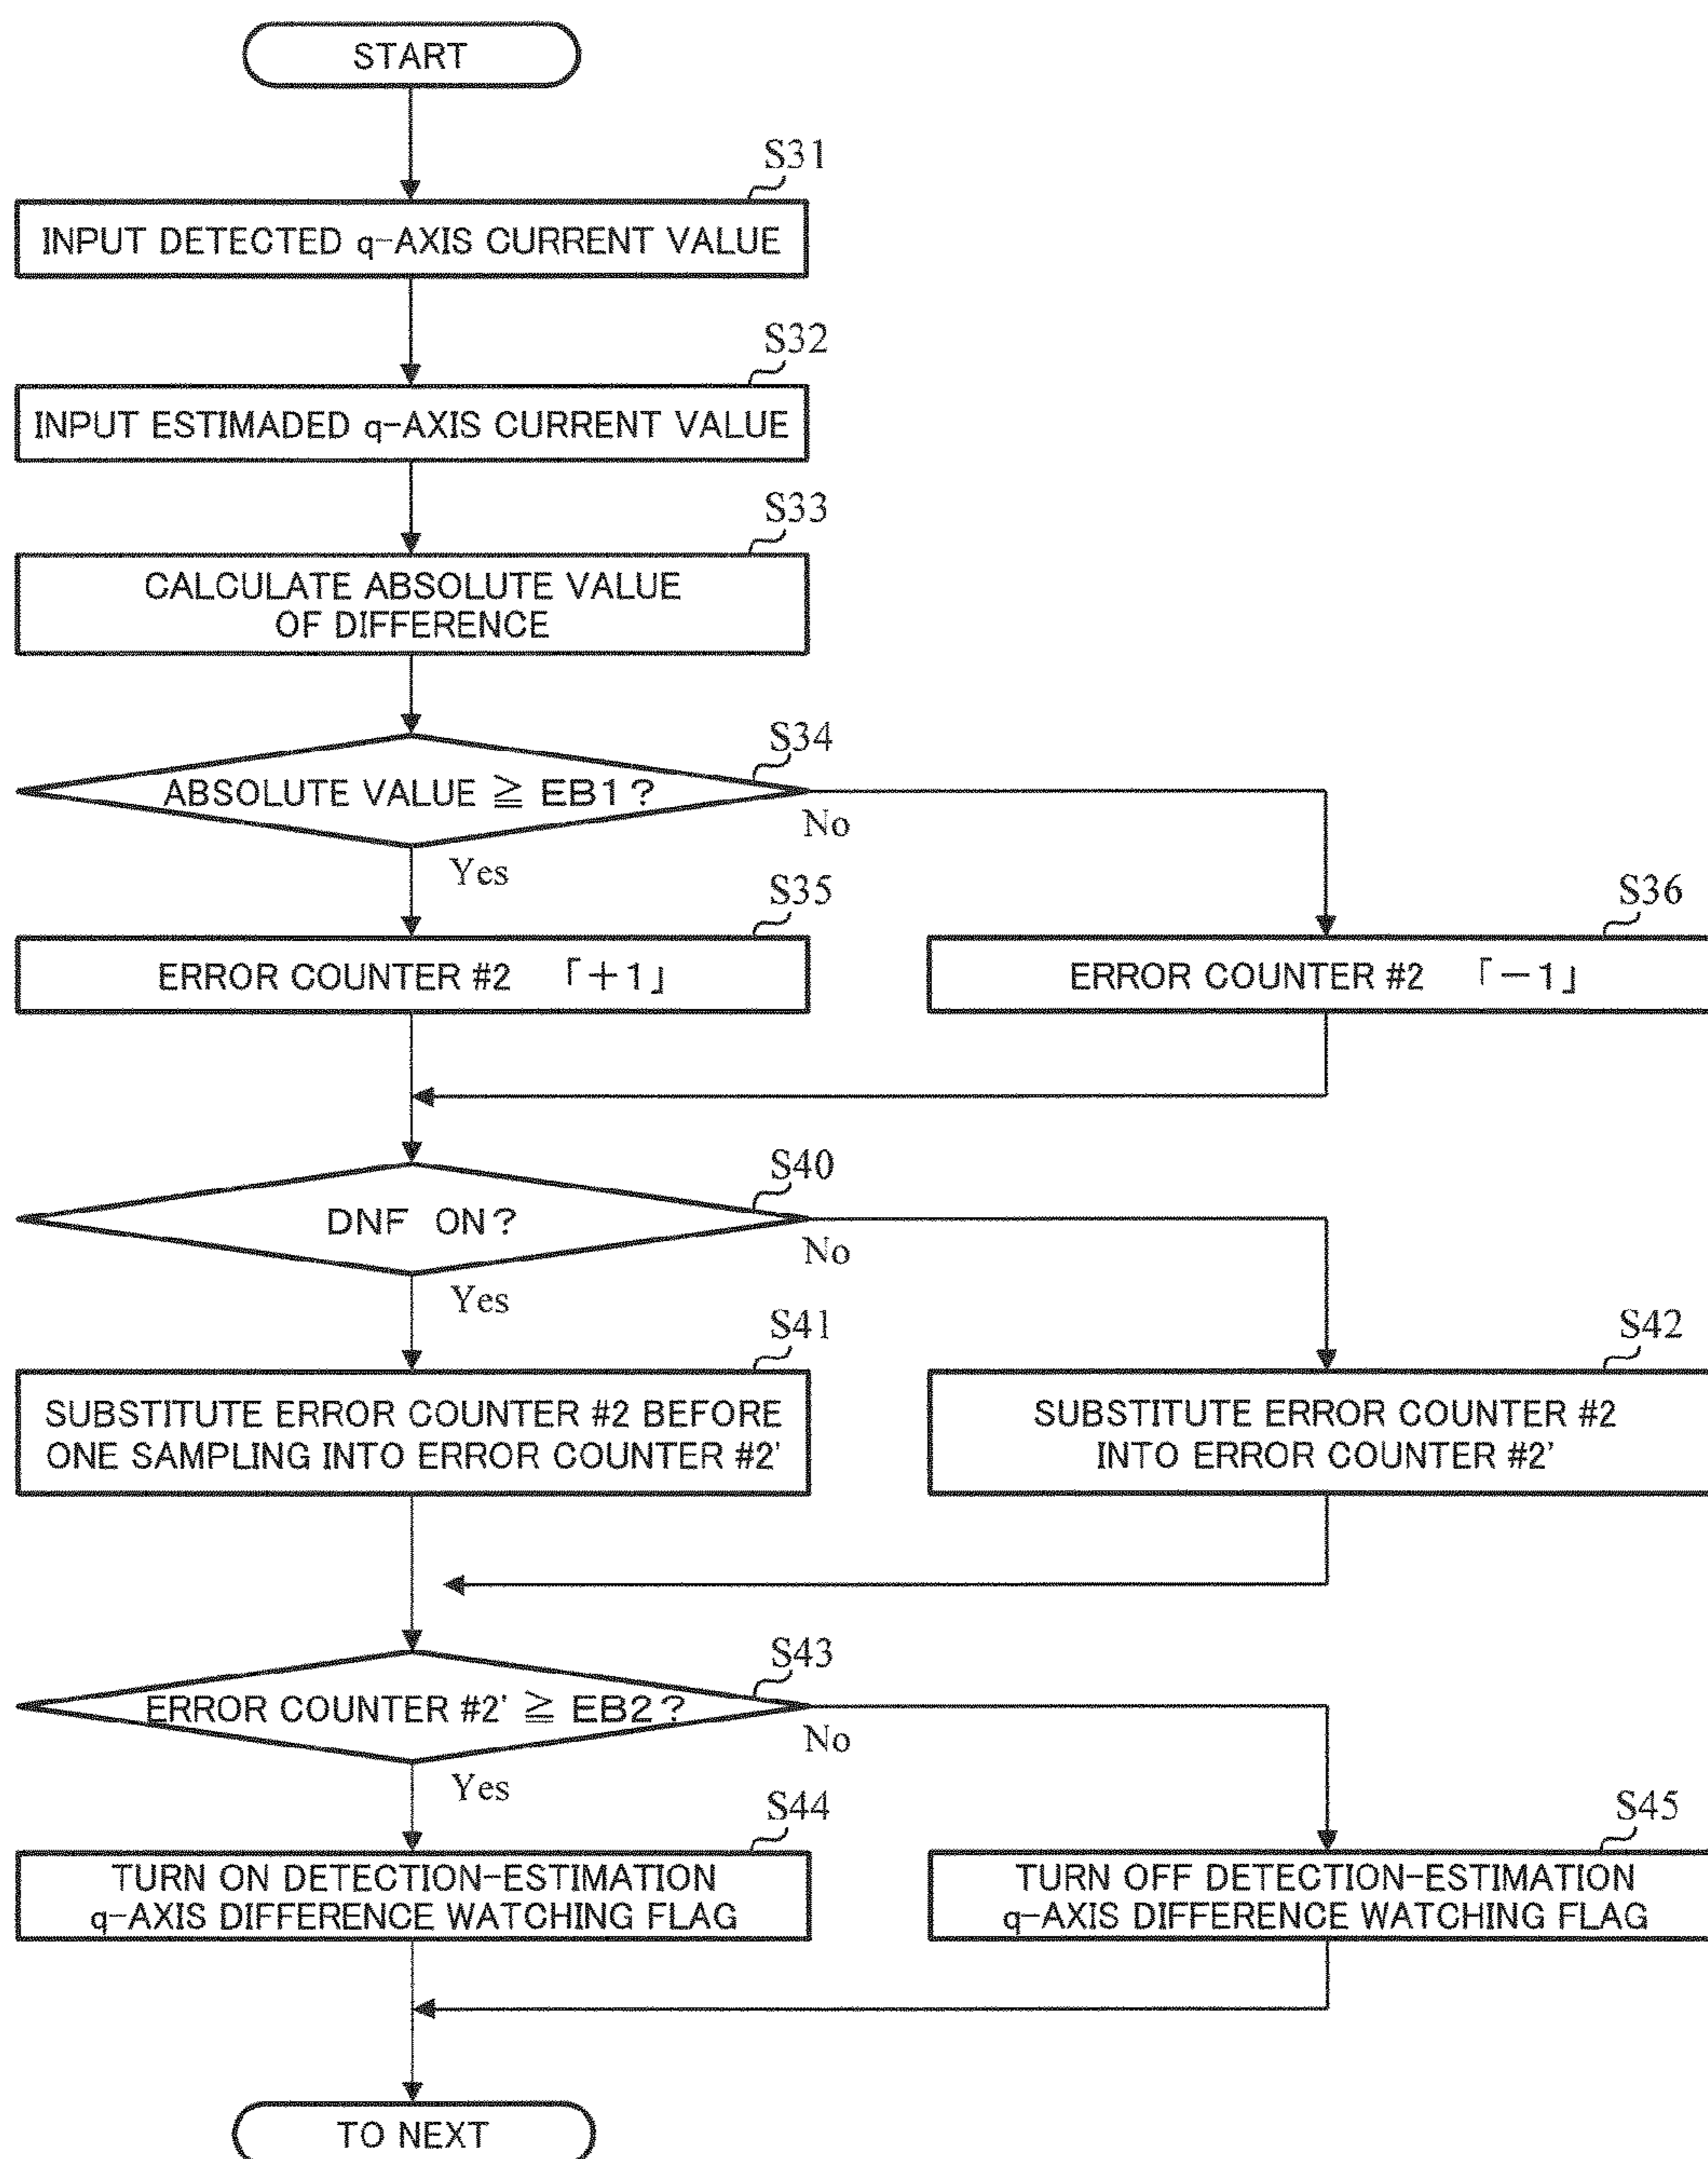 START
S31
INPUT DETECTED q-AXIS CURRENT VALUE
S32
INPUT ESTIMADED q-AXIS CURRENT VALUE
S33
CALCULATE ABSOLUTE VALUE
OF DIFFERENCE
S34
ABSOLUTE VALUE ≧ EB1?
No
Yes
S35
ERROR COUNTER #2 「+1」
S36
ERROR COUNTER #2 「-1」
S40
DNF ON?
No
Yes
S41
SUBSTITUTE ERROR COUNTER #2 BEFORE
ONE SAMPLING INTO ERROR COUNTER #2'
S42
SUBSTITUTE ERROR COUNTER #2
INTO ERROR COUNTER #2'
S43
ERROR COUNTER #2' ≧ EB2?
No
Yes
S44
TURN ON DETECTION-ESTIMATION
q-AXIS DIFFERENCE WATCHING FLAG
S45
TURN OFF DETECTION-ESTIMATION
q-AXIS DIFFERENCE WATCHING FLAG
TO NEXT